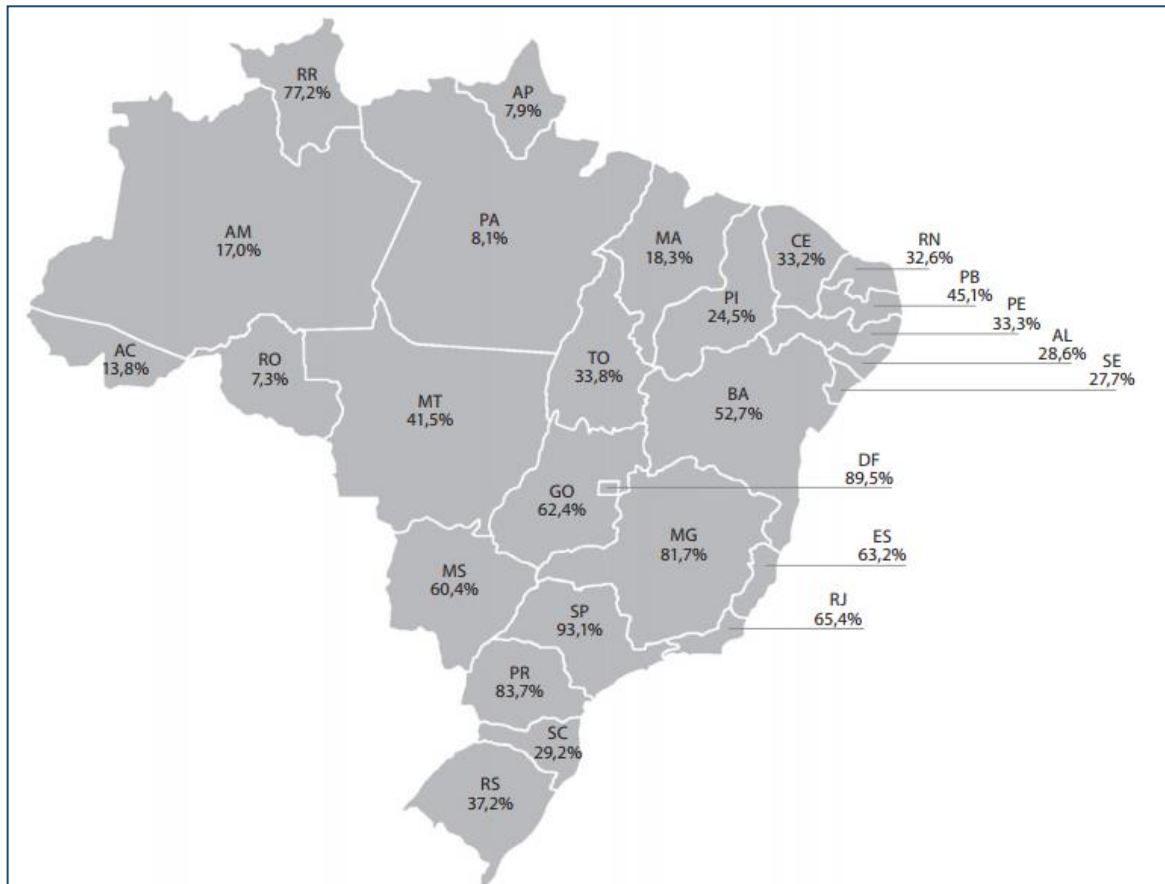 RR
77,2%
AP
7,9%
AM
17,0%
PA
8,1%
MA
18,3%
CE
33,2%
RN
32,6%
PB
45,1%
PE
33,3%
AL
28,6%
SE
27,7%
PI
24,5%
AC
13,8%
RO
7,3%
TO
33,8%
MT
41,5%
BA
52,7%
DF
89,5%
GO
62,4%
MG
81,7%
ES
63,2%
MS
60,4%
RJ
65,4%
SP
93,1%
PR
83,7%
SC
29,2%
RS
37,2%